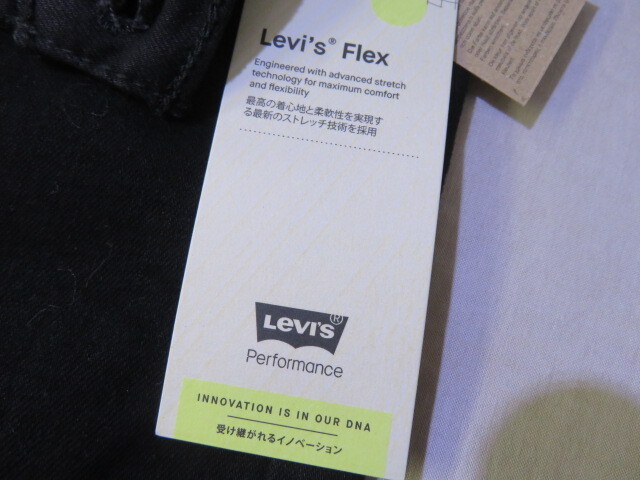 Levi's® Flex
Engineered with advanced stretch
technology for maximum comfort
and flexibility
最高の着心地と柔軟性を実現す
る最新のストレッチ技術を採用
LEVI'S®
Performance
INNOVATION IS IN OUR DNA
受け継がれるイノベーション